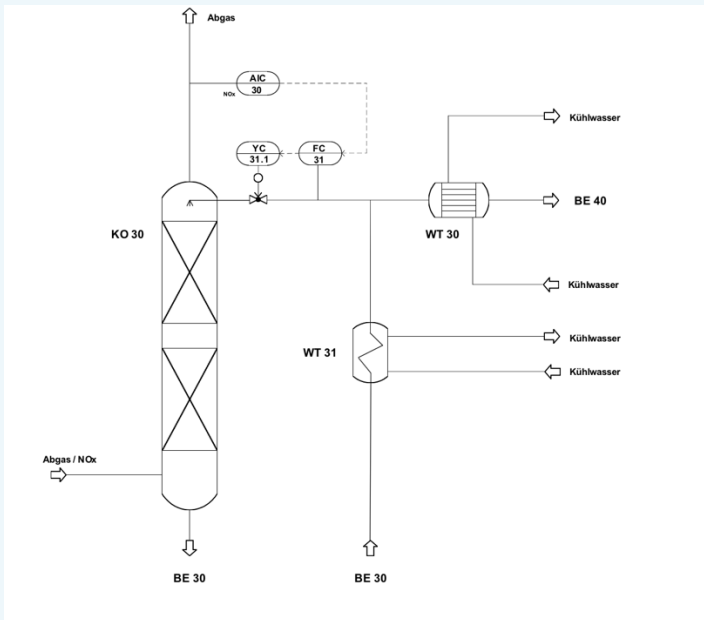 Abgas
AIC
30
NOx
YC
31.1
FC
31
Kühlwasser
BE 40
WT 30
KO 30
Kühlwasser
Kühlwasser
WT 31
Kühlwasser
Abgas / NOx
BE 30
BE 30